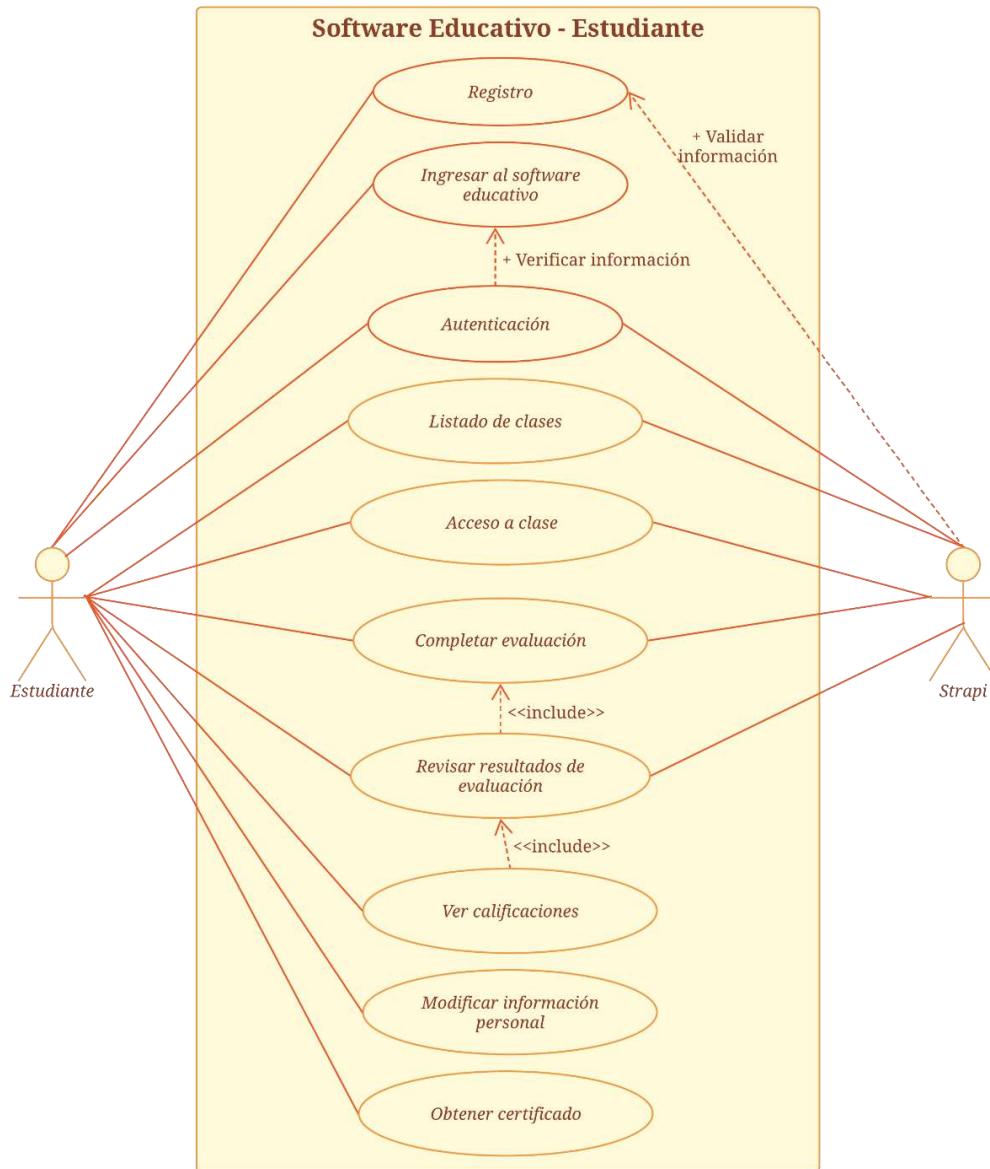 Software Educativo - Estudiante
Registro
+ Validar
información
Ingresar al software
educativo
+ Verificar información
Autenticación
Listado de clases
Acceso a clase
Completar evaluación
Estudiante
Strapi
<<include>>
Revisar resultados de
evaluación
<<include>>
Ver calificaciones
Modificar información
personal
Obtener certificado